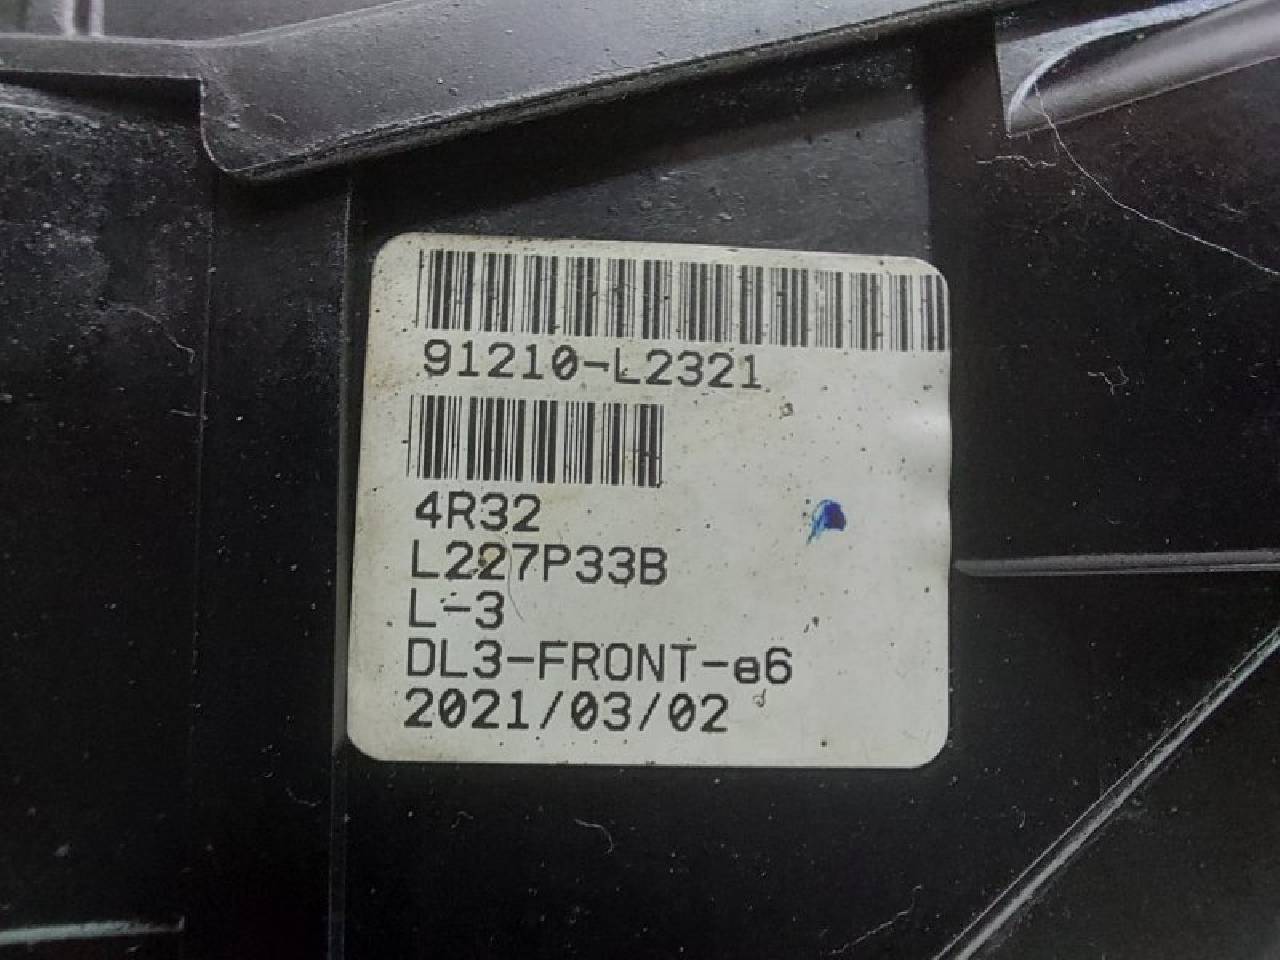 91210-L2321
4R32
L227P33B
L-3
DL3-FRONT-e6
2021/03/02